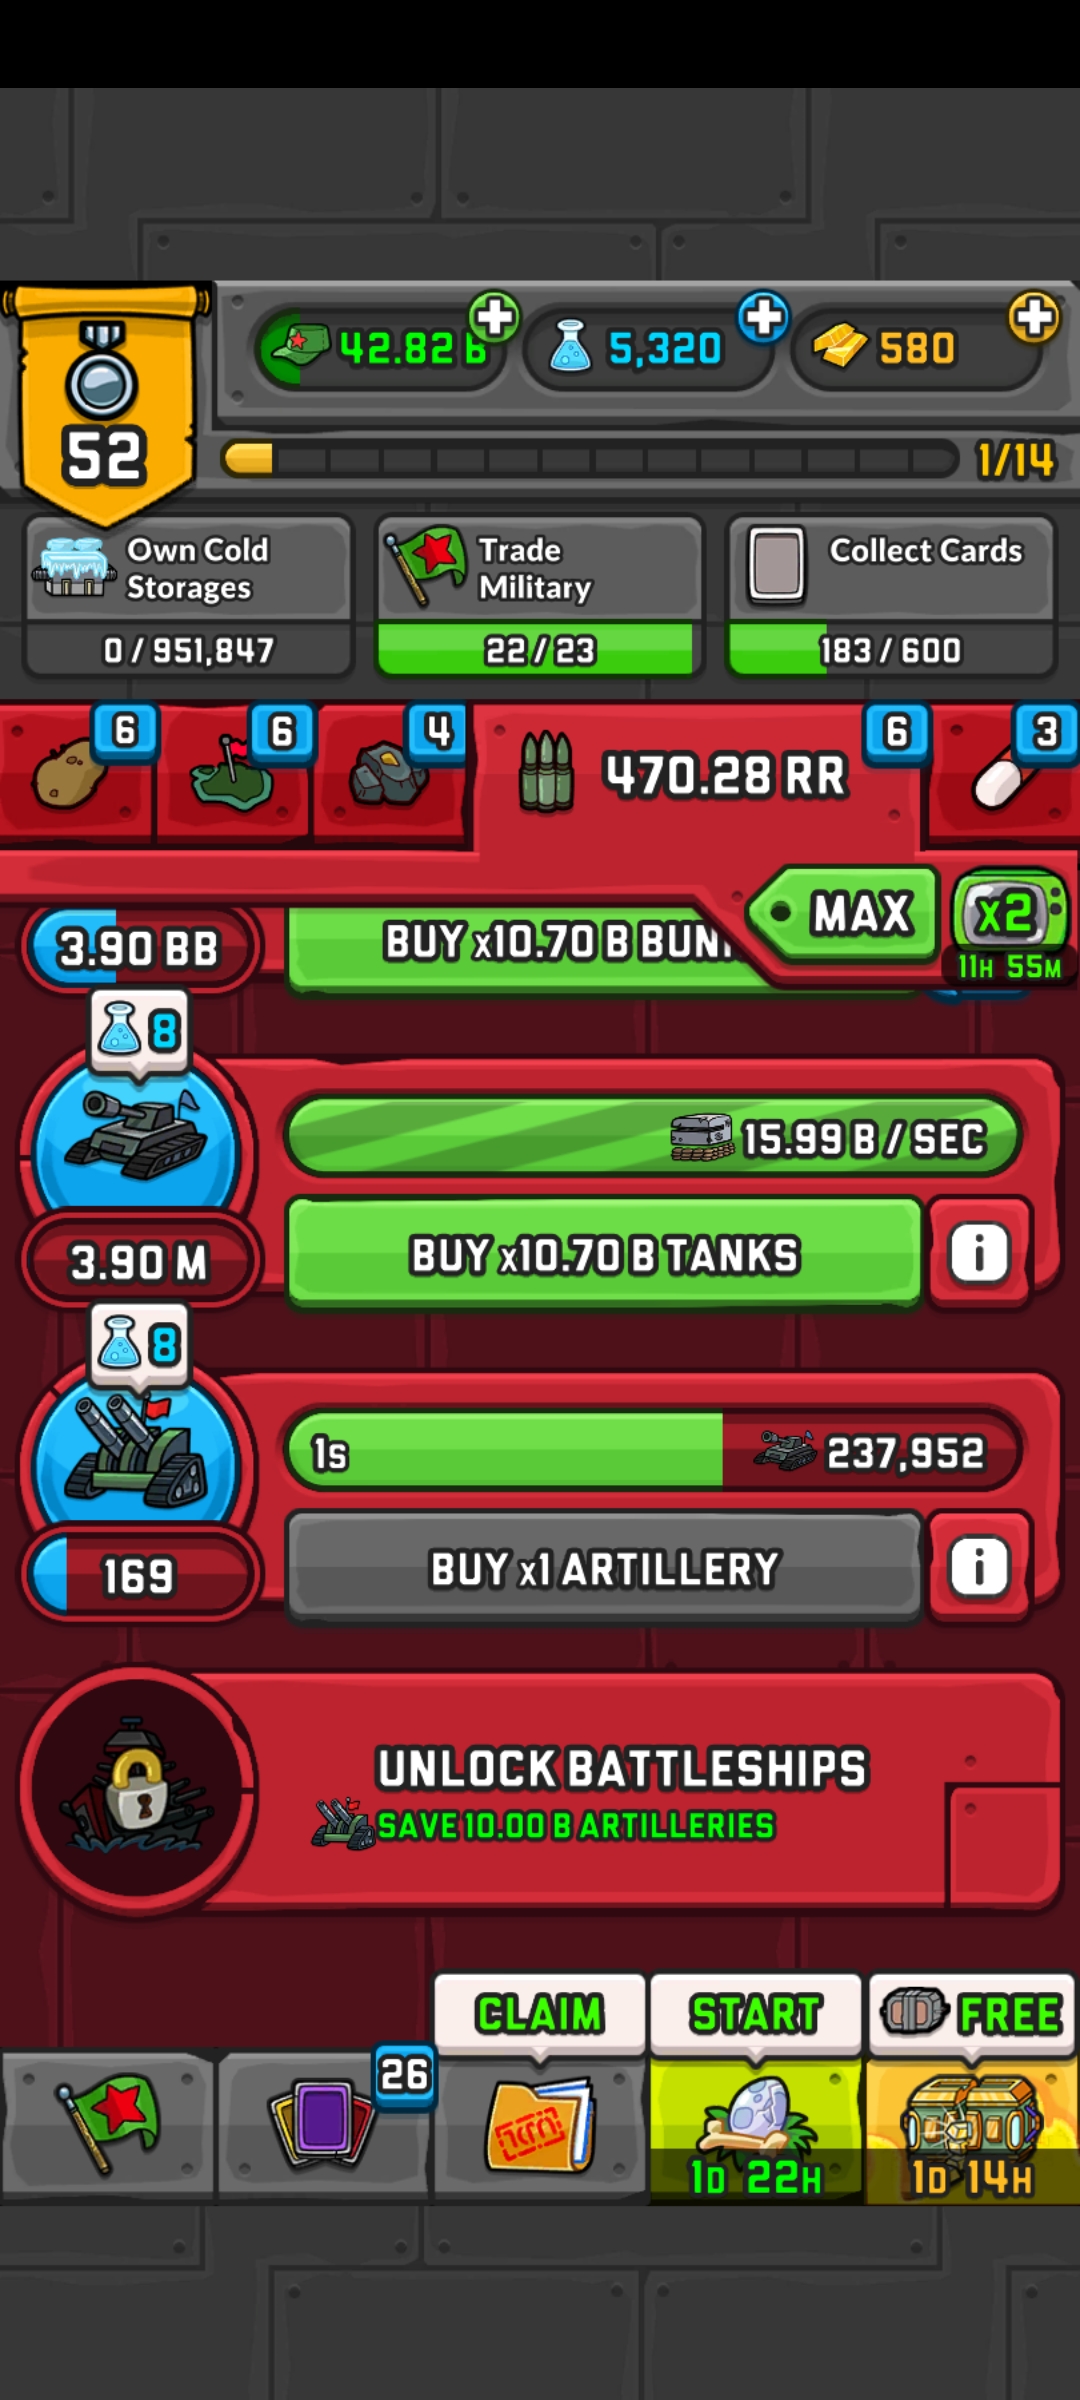 42.82 B
5,320
580
52
1/14
Own Cold
Storages
0 / 951,847
Trade
Military
22 / 23
Collect Cards
183 / 600
6
6
4
470.28 RR
6
3
3.90 BB
BUY x10.70 B
MAX
x2
11H 55M
8
15.99 B / SEC
3.90 M
BUY x10.70 B TANKS
i
8
1s
237,952
169
BUY x1 ARTILLERY
i
UNLOCK BATTLESHIPS
SAVE 10.00 B ARTILLERIES
CLAIM
START
FREE
26
1D 22H
1D 14H